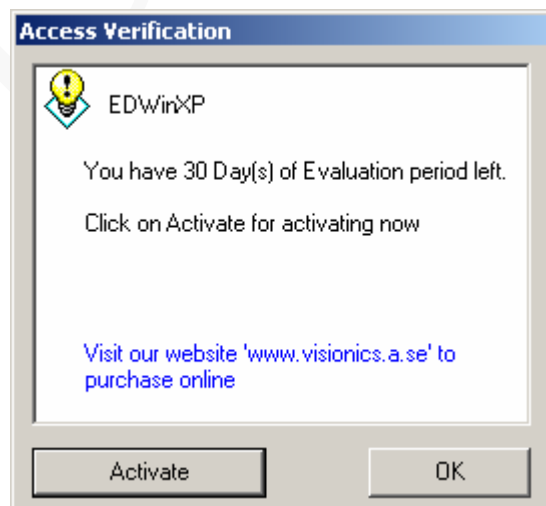 Access Verification
EDWinXP
You have 30 Day(s) of Evaluation period left.
Click on Activate for activating now
Visit our website 'www.visionics.a.se' to
purchase online
Activate
OK